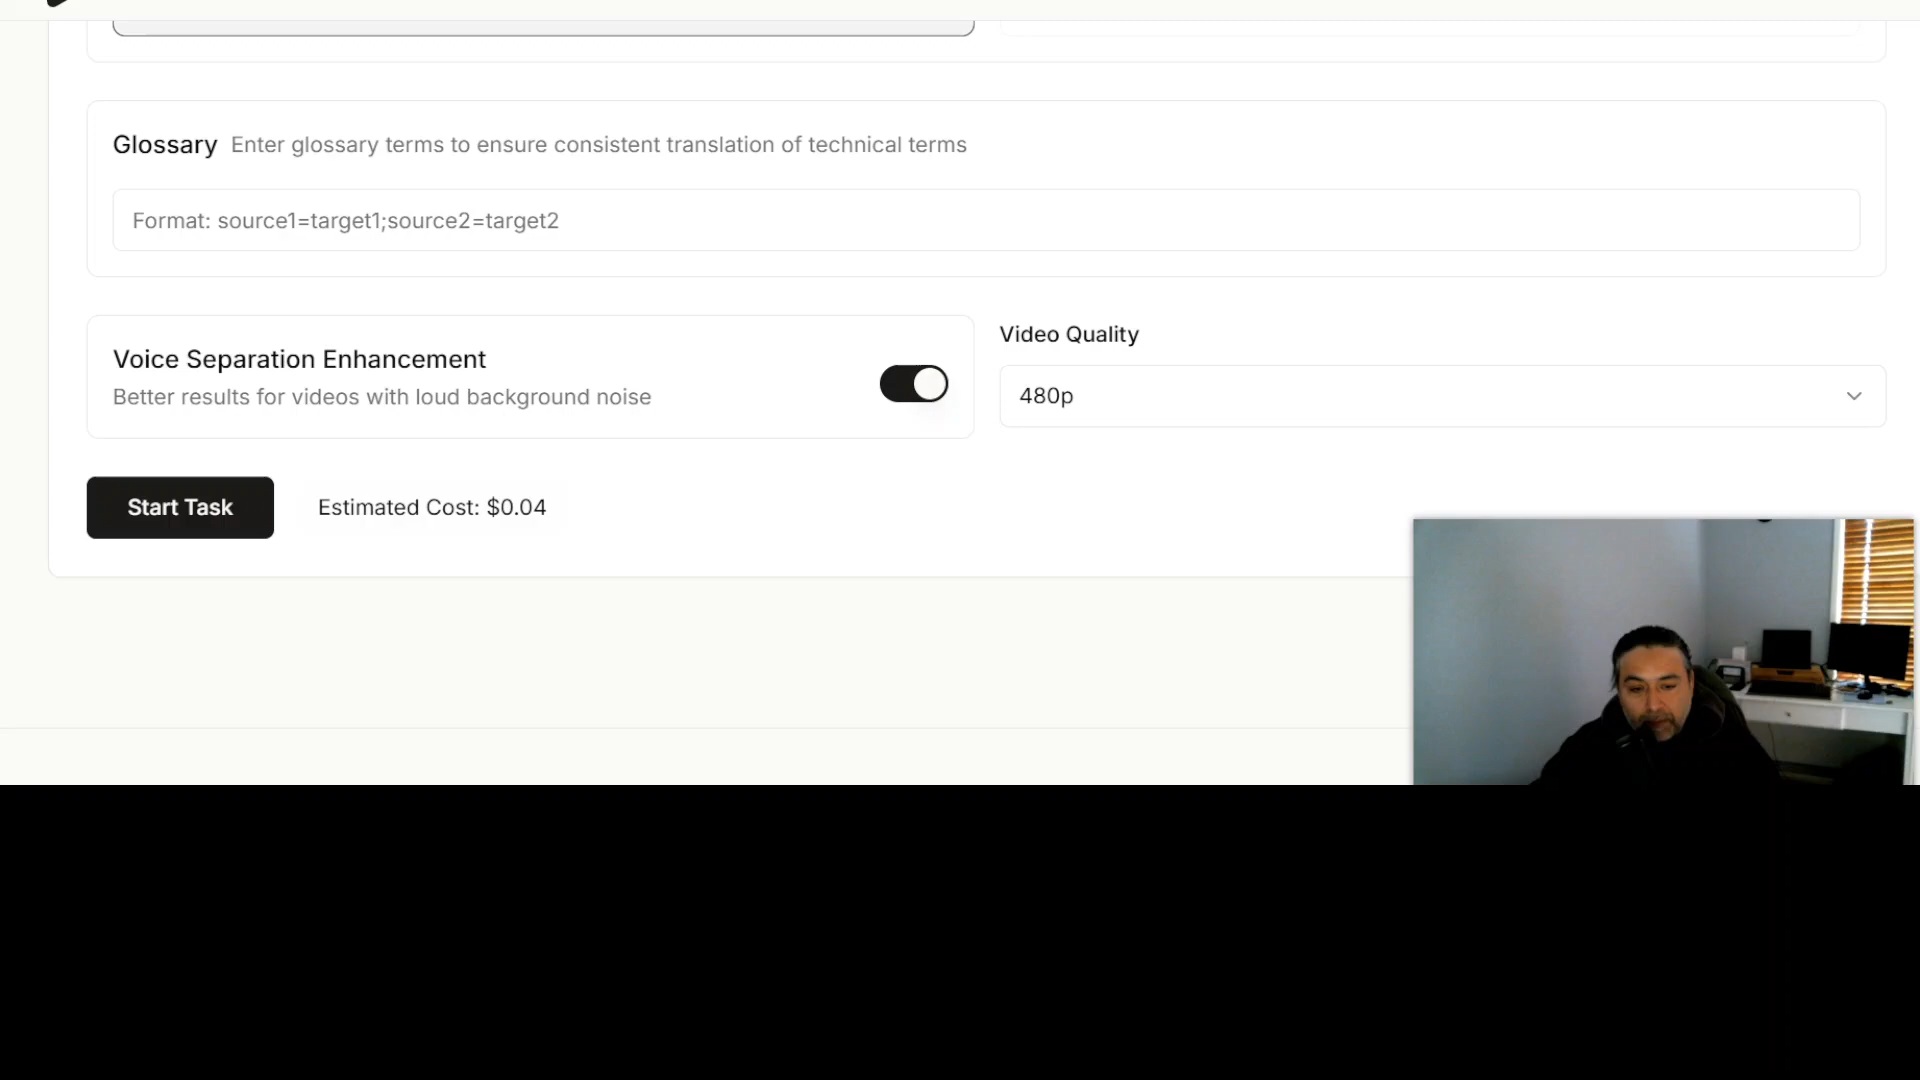 Glossary Enter glossary terms to ensure consistent translation of technical terms
Format: source1=target1;source2=target2
Voice Separation Enhancement
Better results for videos with loud background noise
Video Quality
480p
Start Task
Estimated Cost: $0.04